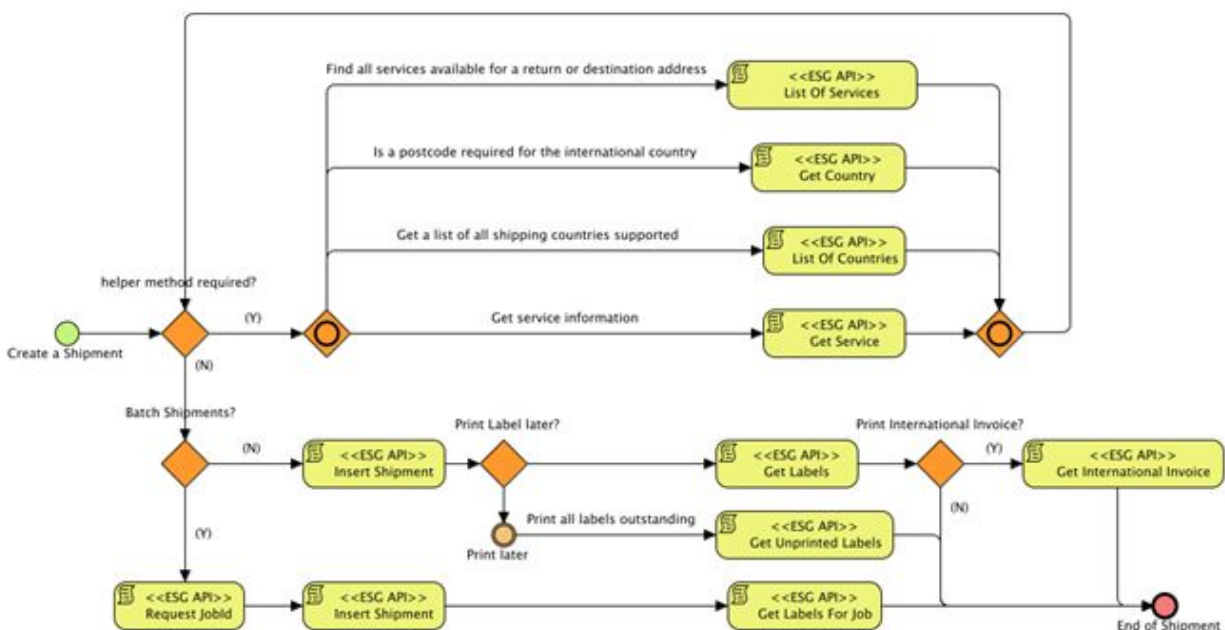 Find all services available for a return or destination address
<<ESG API>>
List Of Services
Is a postcode required for the international country
<<ESG API>>
Get Country
Get a list of all shipping countries supported
<<ESG API>>
List Of Countries
helper method required?
(Y)
Get service information
<<ESG API>>
Get Service
Create a Shipment
(N)
Batch Shipments?
(N)
<<ESG API>>
Insert Shipment
Print Label later?
<<ESG API>>
Get Labels
Print International Invoice?
(Y)
<<ESG API>>
Get International Invoice
(N)
(Y)
Print later
Print all labels outstanding
<<ESG API>>
Get Unprinted Labels
<<ESG API>>
Request JobId
<<ESG API>>
Insert Shipment
<<ESG API>>
Get Labels For Job
End of Shipment